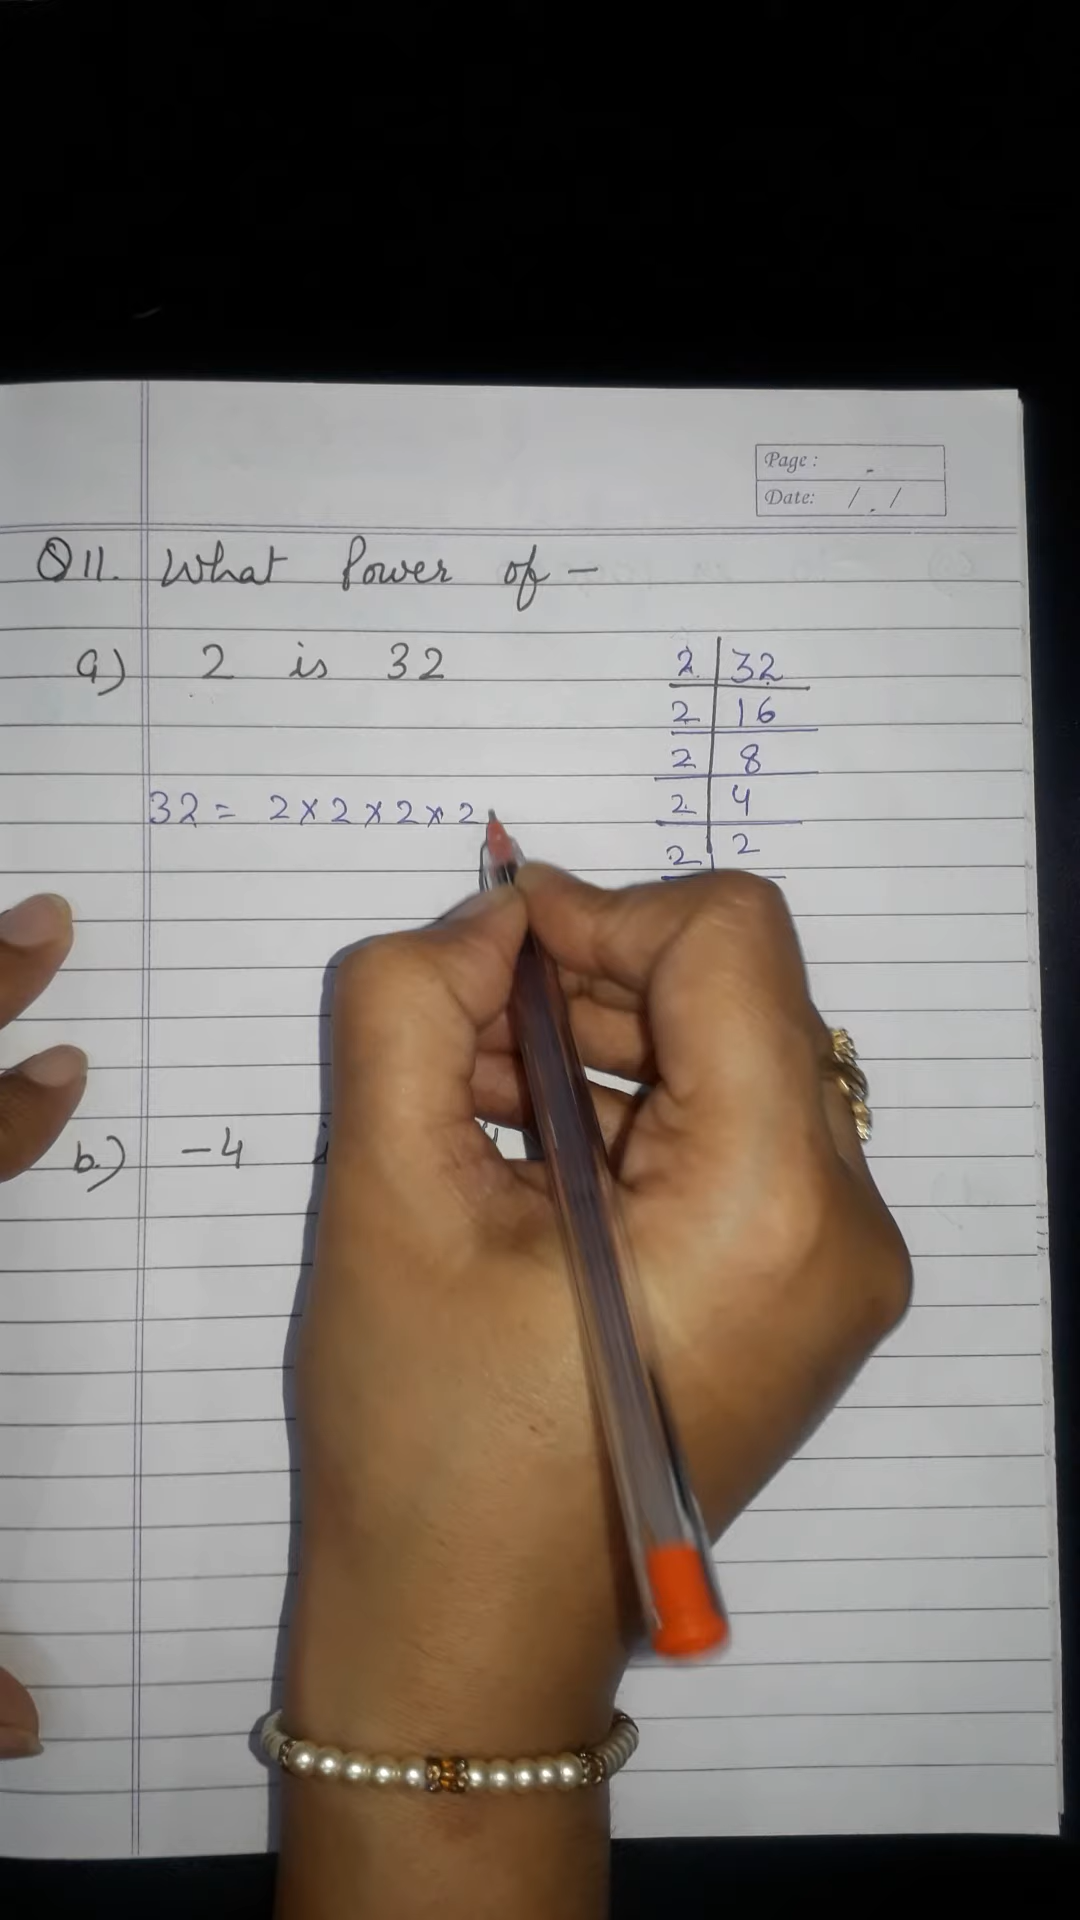 Page :
Date: / /
Q11. What Power of -
a) 2 is 32
2 | 32
2 | 16
2 | 8
32 = 2 × 2 × 2 × 2
2 | 4
2 | 2
b.) -4